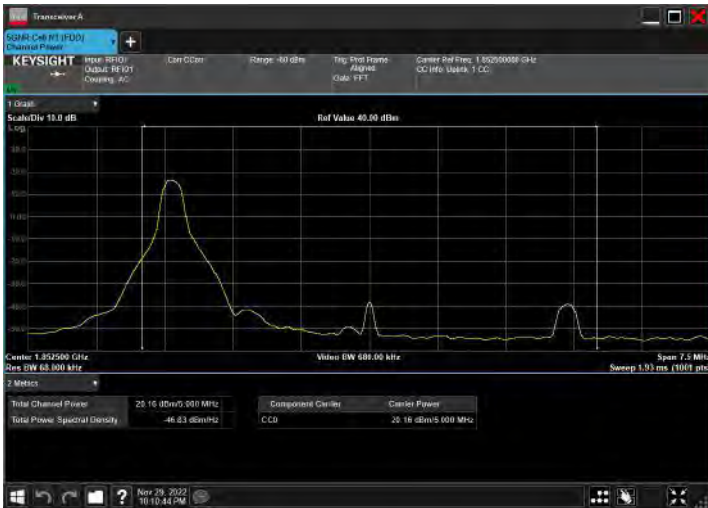 Transceiver A
5GNR Cell N1 (FDD)
Channel Power
+
KEYSIGHT
Input: RFIO1
Output: RFIO1
Coupling: AC
Corr CCorr
Range: -60 dBm
Trig: Prot Frame
Aligned
Gate: FFT
Carrier Ref Freq: 1.852500000 GHz
CC Info: Uplink, 1 CC
1 Graph
Scale/Div 10.0 dB
Ref Value 40.00 dBm
Log
Center 1.852500 GHz
Res BW 68.000 kHz
Video BW 680.00 kHz
Span 7.5 MHz
Sweep 1.93 ms (1001 pts
2 Metrics
Total Channel Power
20.16 dBm/5.000 MHz
Total Power Spectral Density
-46.83 dBm/Hz
Component Carrier
Carrier Power
CC0
20.16 dBm/5.000 MHz
?
Nov 29, 2022
10:10:44 PM